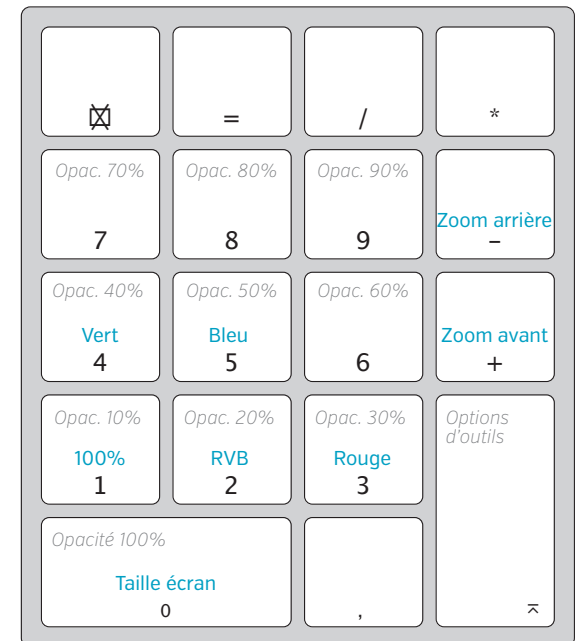 = / *
Opac. 70% Opac. 80% Opac. 90%
Zoom arrière
7 8 9 –
Opac. 40% Opac. 50% Opac. 60%
Vert Bleu Zoom avant
4 5 6 +
Opac. 10% Opac. 20% Opac. 30% Options
d'outils
100% RVB Rouge
1 2 3
Opacité 100%
Taille écran
0 ,